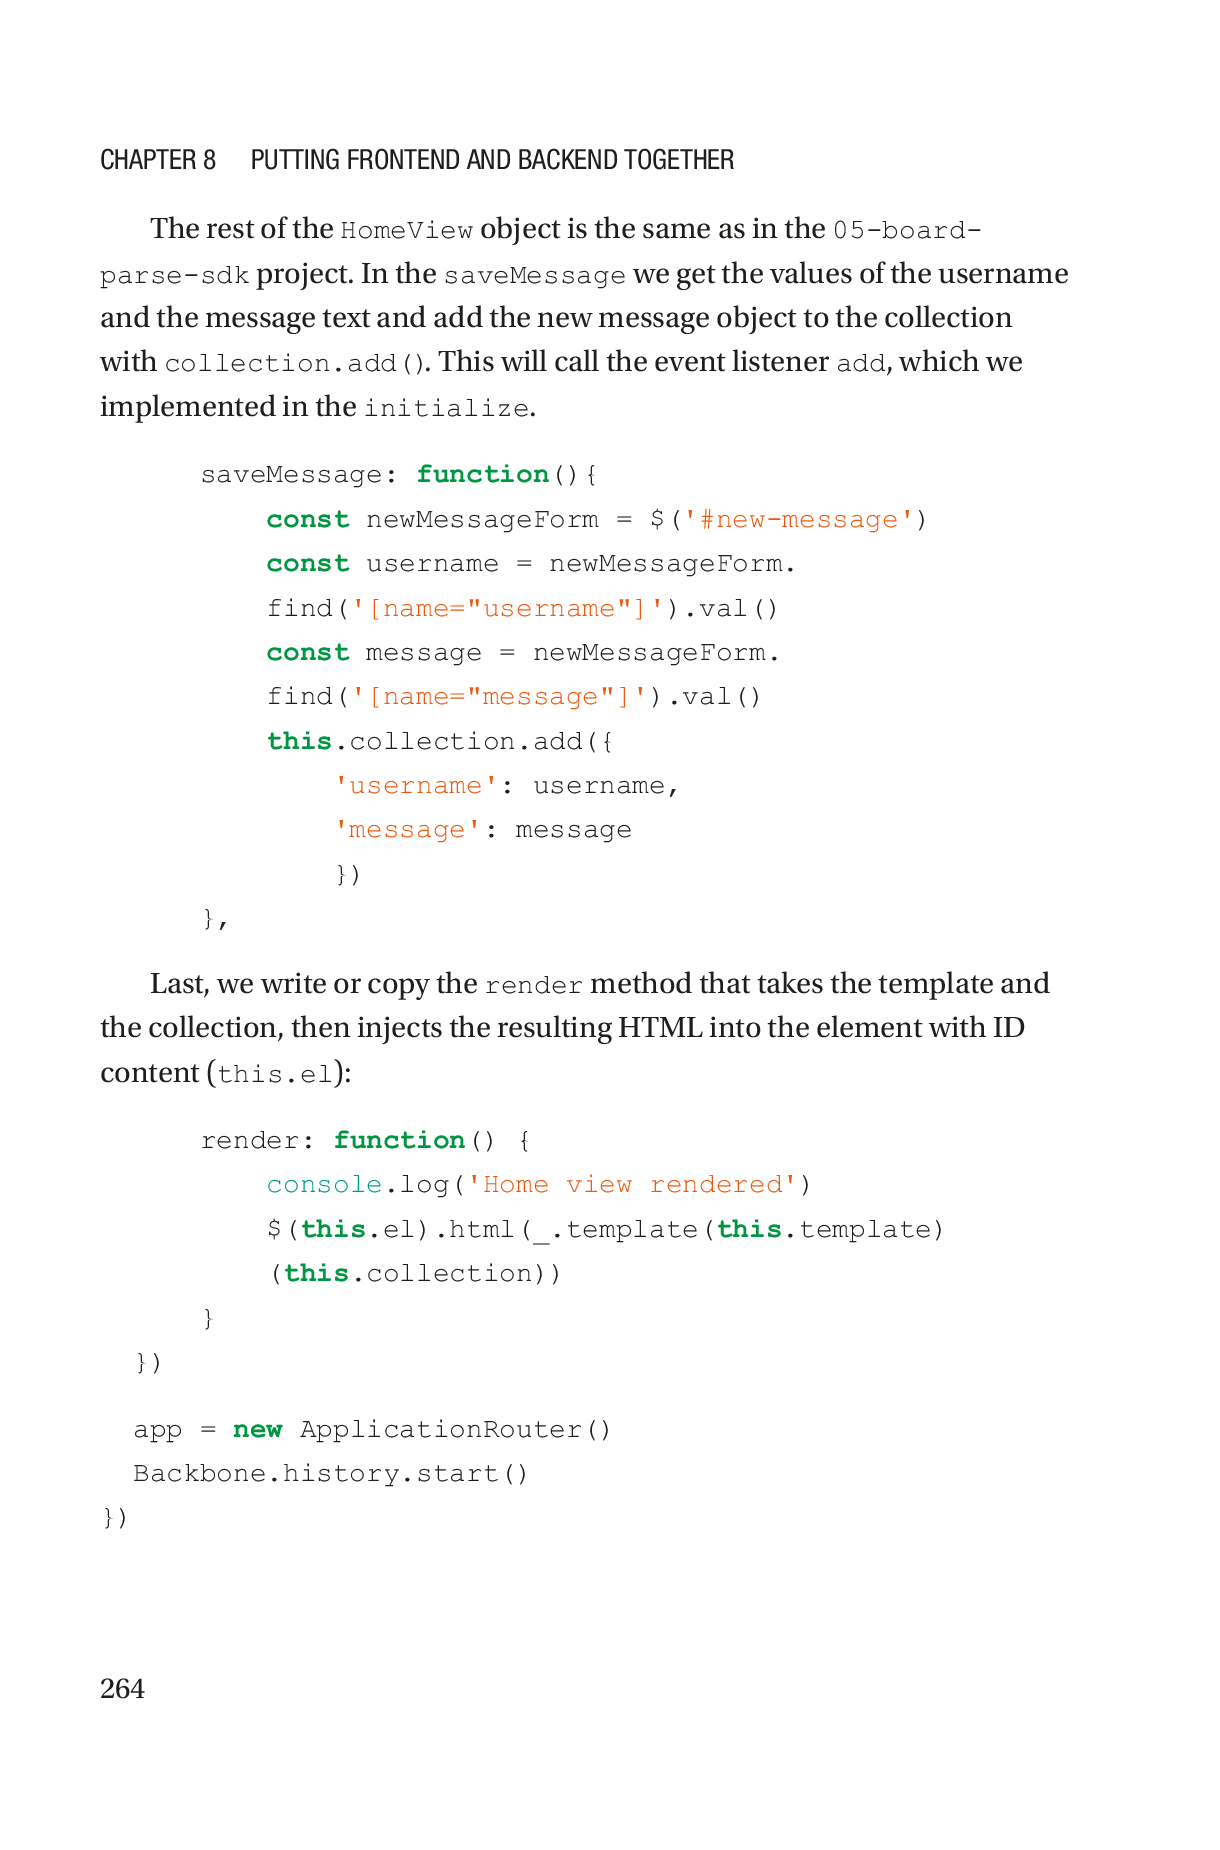 CHAPTER 8 PUTTING FRONTEND AND BACKEND TOGETHER
The rest of the HomeView object is the same as in the 05-board-
parse-sdk project. In the saveMessage we get the values of the username
and the message text and add the new message object to the collection
with collection.add(). This will call the event listener add, which we
implemented in the initialize.
saveMessage: function(){
const newMessageForm = $('#new-message')
const username = newMessageForm.
find('[name="username"]').val()
const message = newMessageForm.
find('[name="message"]').val()
this.collection.add({
'username': username,
'message': message
})
},
Last, we write or copy the render method that takes the template and
the collection, then injects the resulting HTML into the element with ID
content (this.el):
render: function() {
console.log('Home view rendered')
$(this.el).html(_.template(this.template)
(this.collection))
}
})
app = new ApplicationRouter()
Backbone.history.start()
})
264